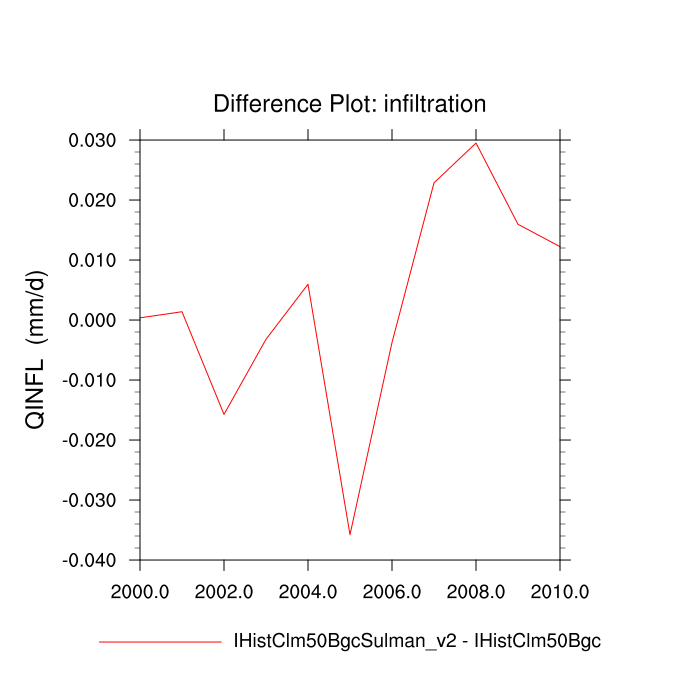 Difference Plot: infiltration
0.030
0.020
0.010
0.000
-0.010
-0.020
-0.030
-0.040
QINFL (mm/d)
2000.0 2002.0 2004.0 2006.0 2008.0 2010.0
IHistClm50BgcSulman_v2 - IHistClm50Bgc